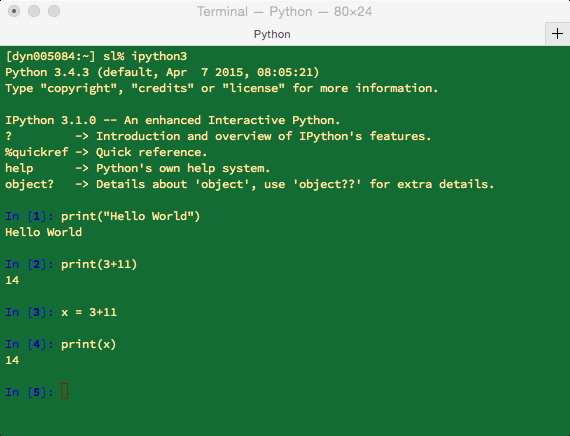 Terminal — Python — 80×24
Python
+
[dyn005084:~] sl% ipython3
Python 3.4.3 (default, Apr  7 2015, 08:05:21)
Type "copyright", "credits" or "license" for more information.

IPython 3.1.0 -- An enhanced Interactive Python.
?         -> Introduction and overview of IPython's features.
%quickref -> Quick reference.
help      -> Python's own help system.
object?   -> Details about 'object', use 'object??' for extra details.

In [1]: print("Hello World")
Hello World

In [2]: print(3+11)
14

In [3]: x = 3+11

In [4]: print(x)
14

In [5]: